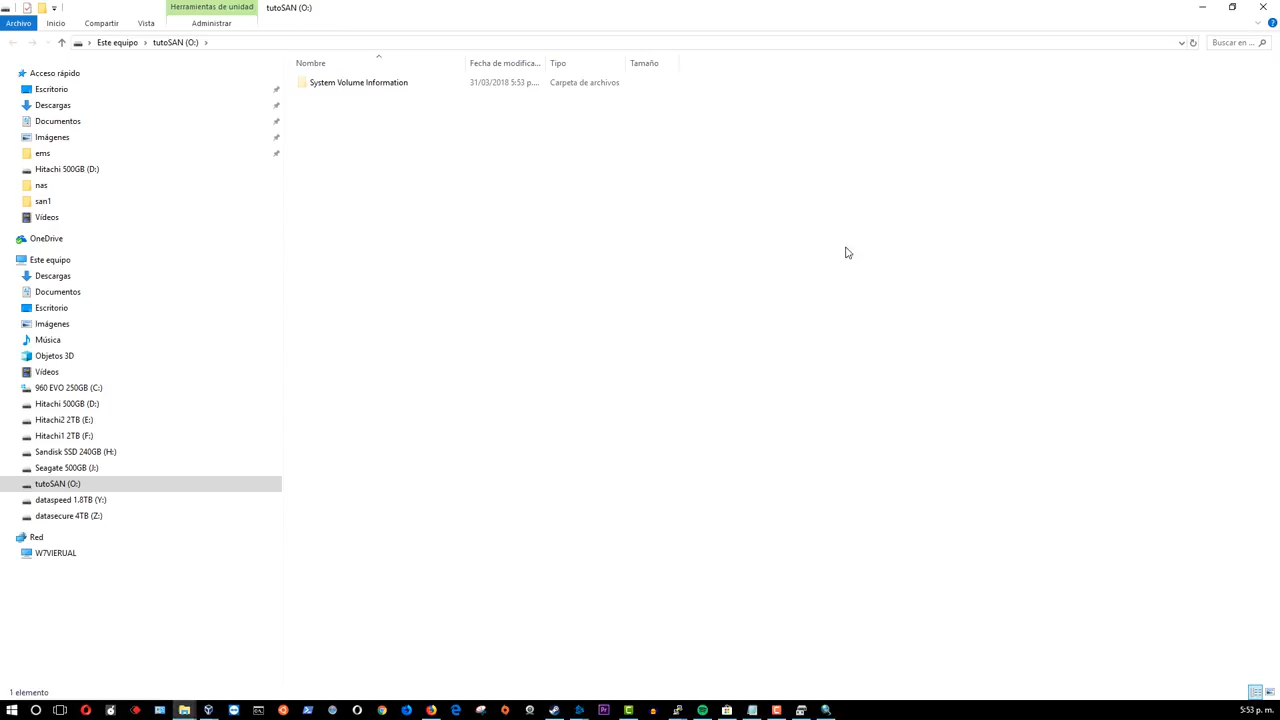 Herramientas de unidad
tutoSAN (O:)
Archivo
Inicio
Compartir
Vista
Administrar
Este equipo
tutoSAN (O:)
Buscar en ...
Nombre
Fecha de modifica...
Tipo
Tamaño
System Volume Information
31/03/2018 5:53 p....
Carpeta de archivos
Acceso rápido
Escritorio
Descargas
Documentos
Imágenes
ems
Hitachi 500GB (D:)
nas
san1
Vídeos
OneDrive
Este equipo
Descargas
Documentos
Escritorio
Imágenes
Música
Objetos 3D
Vídeos
960 EVO 250GB (C:)
Hitachi 500GB (D:)
Hitachi2 2TB (E:)
Hitachi1 2TB (F:)
Sandisk SSD 240GB (H:)
Seagate 500GB (J:)
tutoSAN (O:)
dataspeed 1.8TB (Y:)
datasecure 4TB (Z:)
Red
W7VIERUAL
1 elemento
Pr
5:53 p. m.